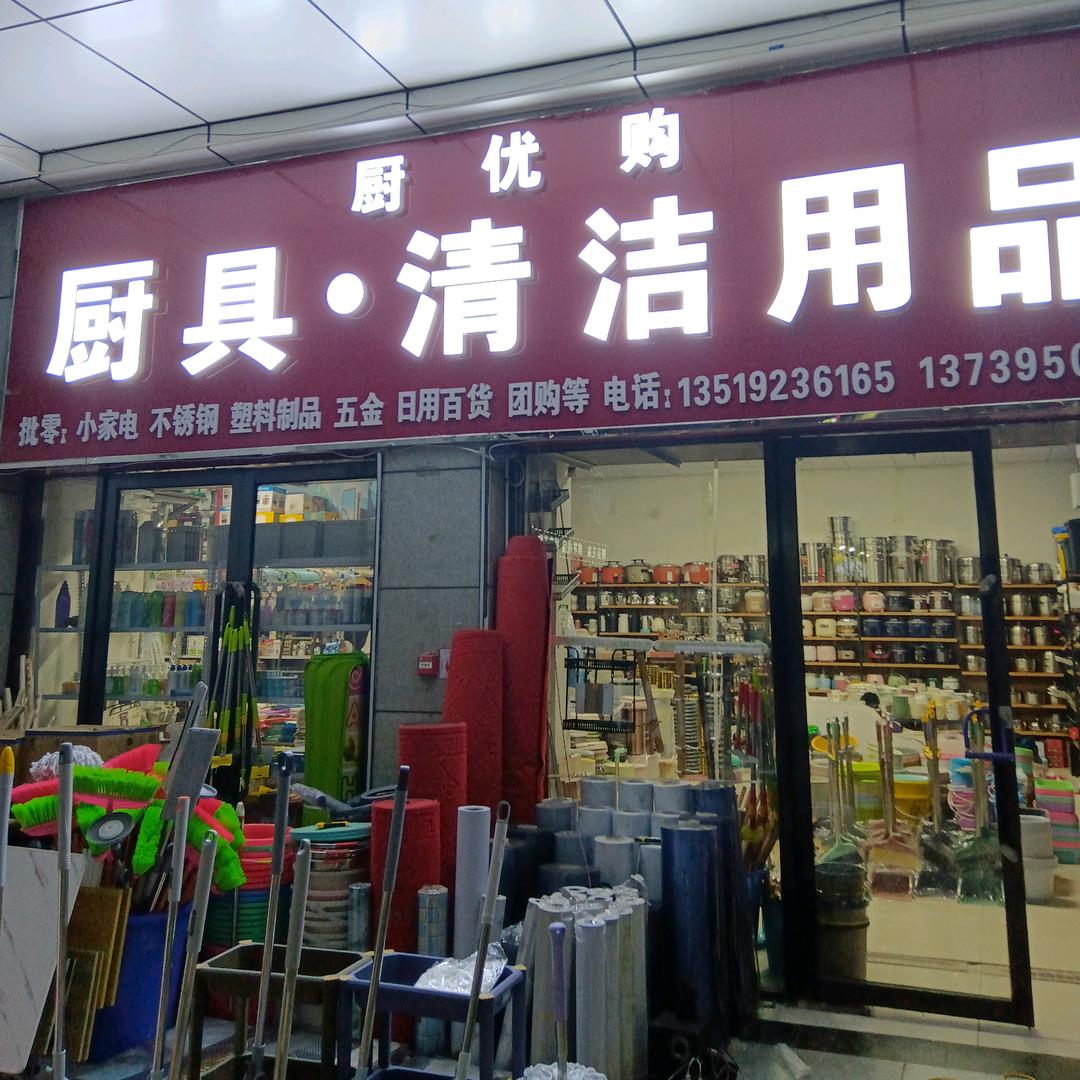 厨优购
厨具·清洁用品
批零: 小家电 不锈钢 塑料制品 五金 日用百货 团购等 电话:13519236165 1373950